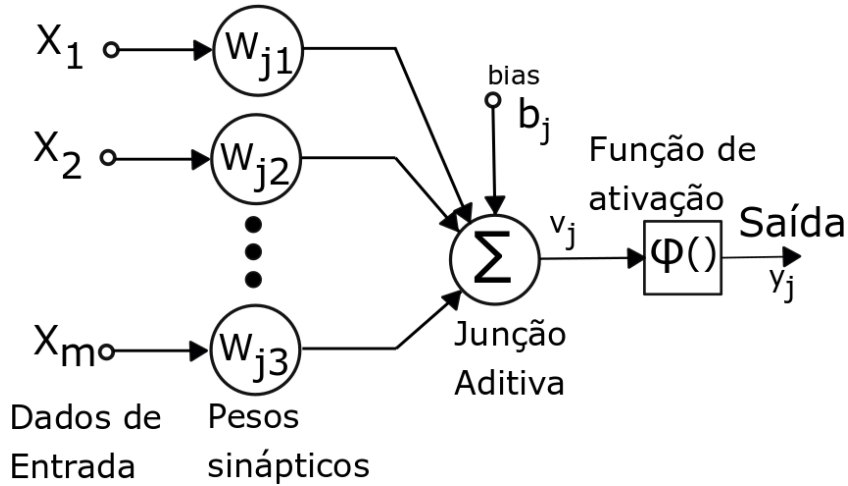 X1
Wj1
bias
bj
X2
Wj2
Função de
ativação
vj
Σ
φ()
Saída
yj
Xm
Wj3
Junção
Aditiva
Dados de
Entrada
Pesos
sinápticos